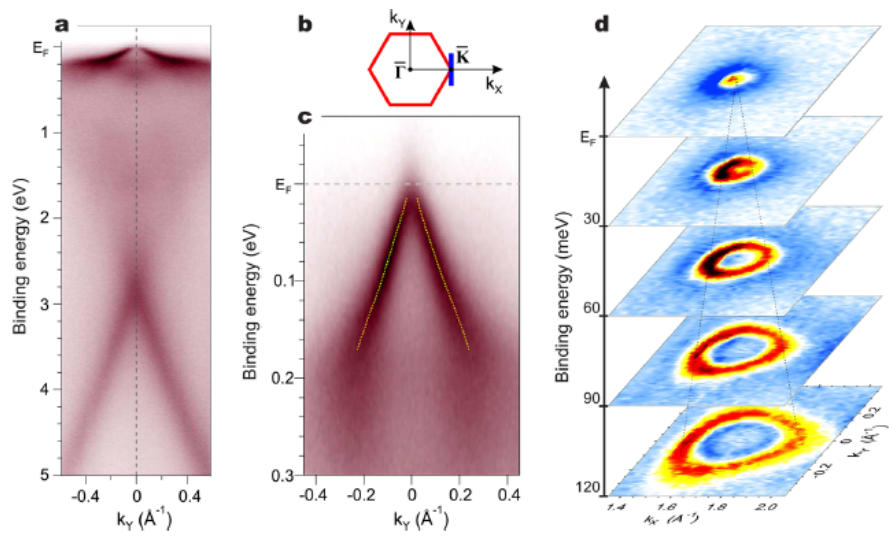 a
E_F
1
2
3
4
5
Binding energy (eV)
-0.4
0.0
0.4
k_Y (Å⁻¹)
b
k_Y
Γ̅
K̅
k_X
c
E_F
0.1
0.2
0.3
Binding energy (eV)
-0.4
-0.2
0
0.2
0.4
k_Y (Å⁻¹)
d
E_F
30
60
90
120
Binding energy (meV)
1.4
1.6
1.8
2.0
k_X (Å⁻¹)
-0.2
0
0.2
k_Y (Å⁻¹)